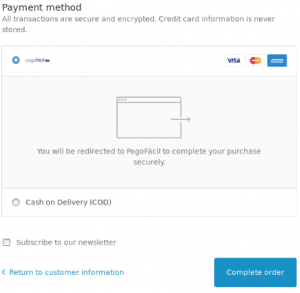 Payment method
All transactions are secure and encrypted. Credit card information is never
stored.
pagofácil
VISA
You will be redirected to PagoFácil to complete your purchase
securely.
Cash on Delivery (COD)
Subscribe to our newsletter
Return to customer information
Complete order